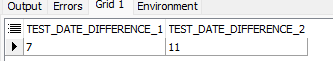 Output Errors Grid 1 Environment
TEST_DATE_DIFFERENCE_1 TEST_DATE_DIFFERENCE_2
7 11